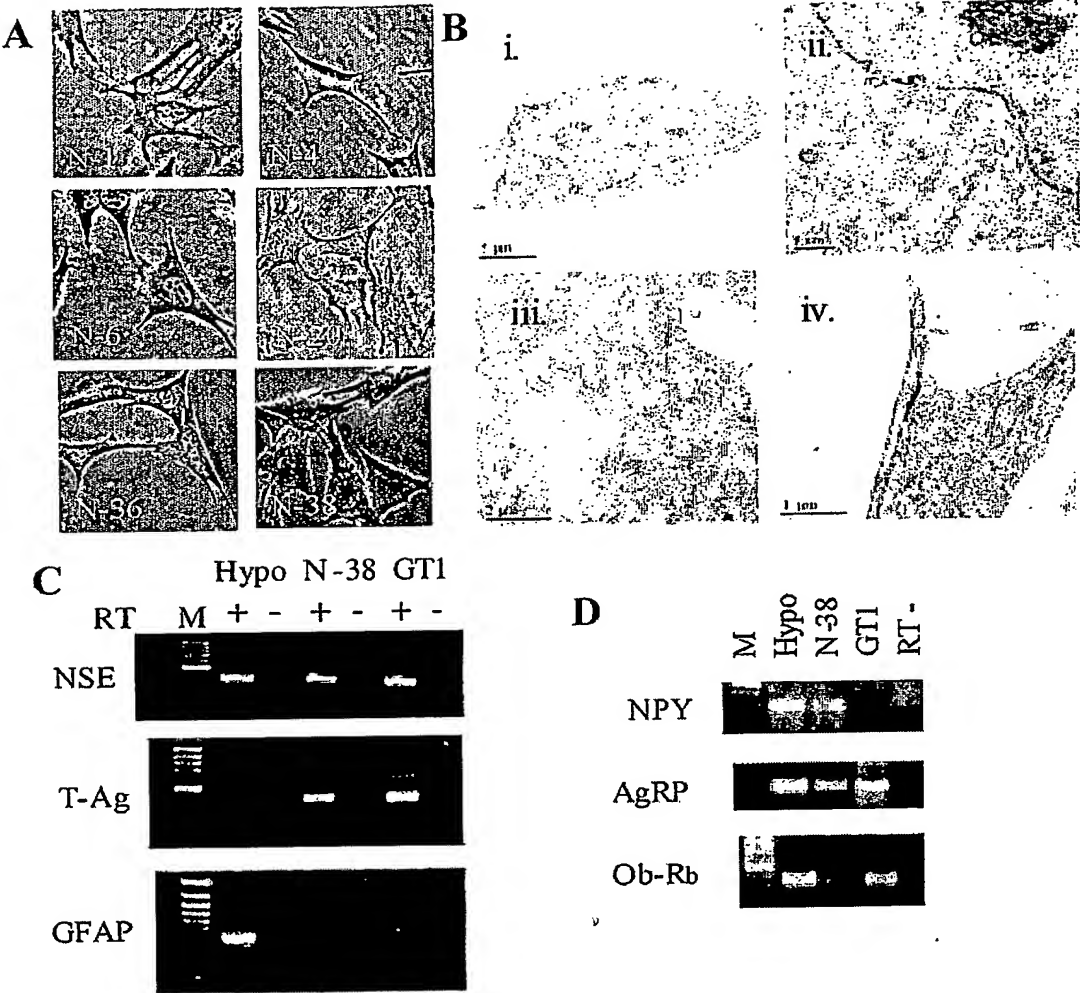 A
N-1
N-4
N-6
N-36
N-38
B
i.
ii.
iii.
iv.
1 µm
C
Hypo N-38 GT1
RT M + - + - + -
NSE
T-Ag
GFAP
D
M Hypo N-38 GT1 RT-
NPY
AgRP
Ob-Rb